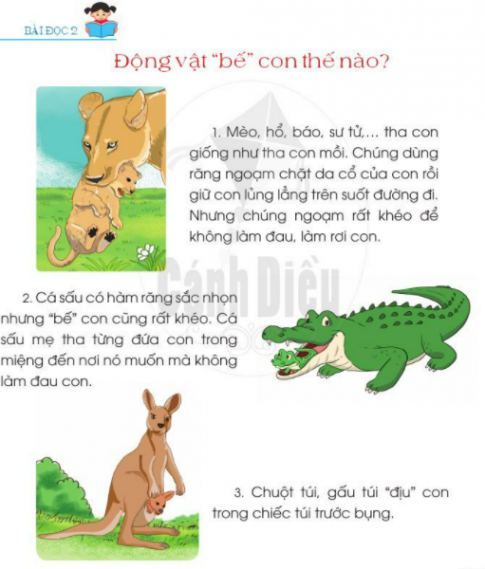 BÀI ĐỌC 2
Động vật “bế” con thế nào?
1. Mèo, hổ, báo, sư tử,... tha con
giống như tha con mồi. Chúng dùng
răng ngoạm chặt da cổ của con rồi
giữ con lủng lẳng trên suốt đường đi.
Nhưng chúng ngoạm rất khéo để
không làm đau, làm rơi con.
Cánh Diều
2. Cá sấu có hàm răng sắc nhọn
nhưng “bế” con cũng rất khéo. Cá
sấu mẹ tha từng đứa con trong
miệng đến nơi nó muốn mà không
làm đau con.
3. Chuột túi, gấu túi “địu” con
trong chiếc túi trước bụng.